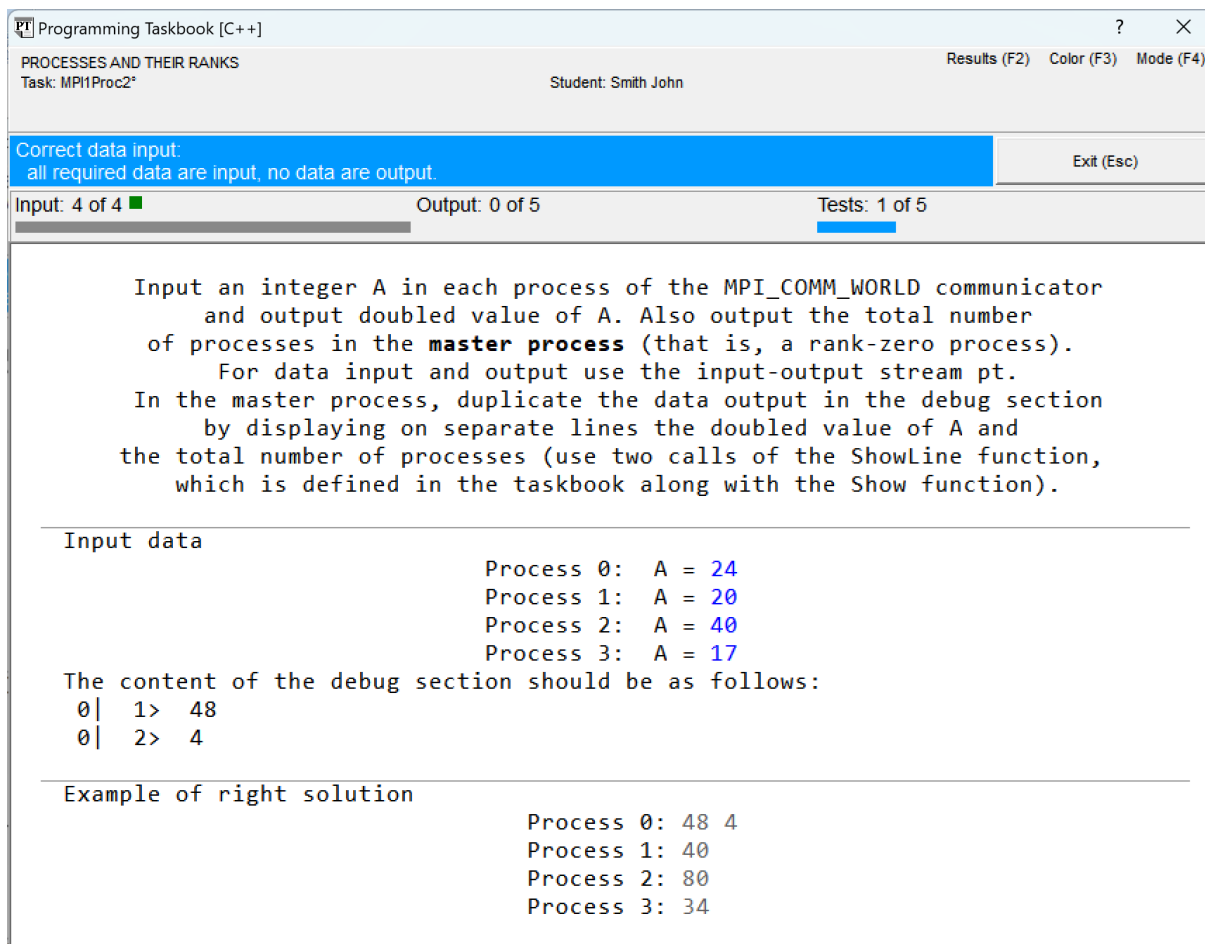 PT Programming Taskbook [C++] ? ×
PROCESSES AND THEIR RANKS Results (F2) Color (F3) Mode (F4)
Task: MPI1Proc2° Student: Smith John
Correct data input:
all required data are input, no data are output.
Exit (Esc)
Input: 4 of 4 Output: 0 of 5 Tests: 1 of 5
Input an integer A in each process of the MPI_COMM_WORLD communicator
and output doubled value of A. Also output the total number
of processes in the master process (that is, a rank-zero process).
For data input and output use the input-output stream pt.
In the master process, duplicate the data output in the debug section
by displaying on separate lines the doubled value of A and
the total number of processes (use two calls of the ShowLine function,
which is defined in the taskbook along with the Show function).
Input data
Process 0: A = 24
Process 1: A = 20
Process 2: A = 40
Process 3: A = 17
The content of the debug section should be as follows:
0| 1> 48
0| 2> 4
Example of right solution
Process 0: 48 4
Process 1: 40
Process 2: 80
Process 3: 34